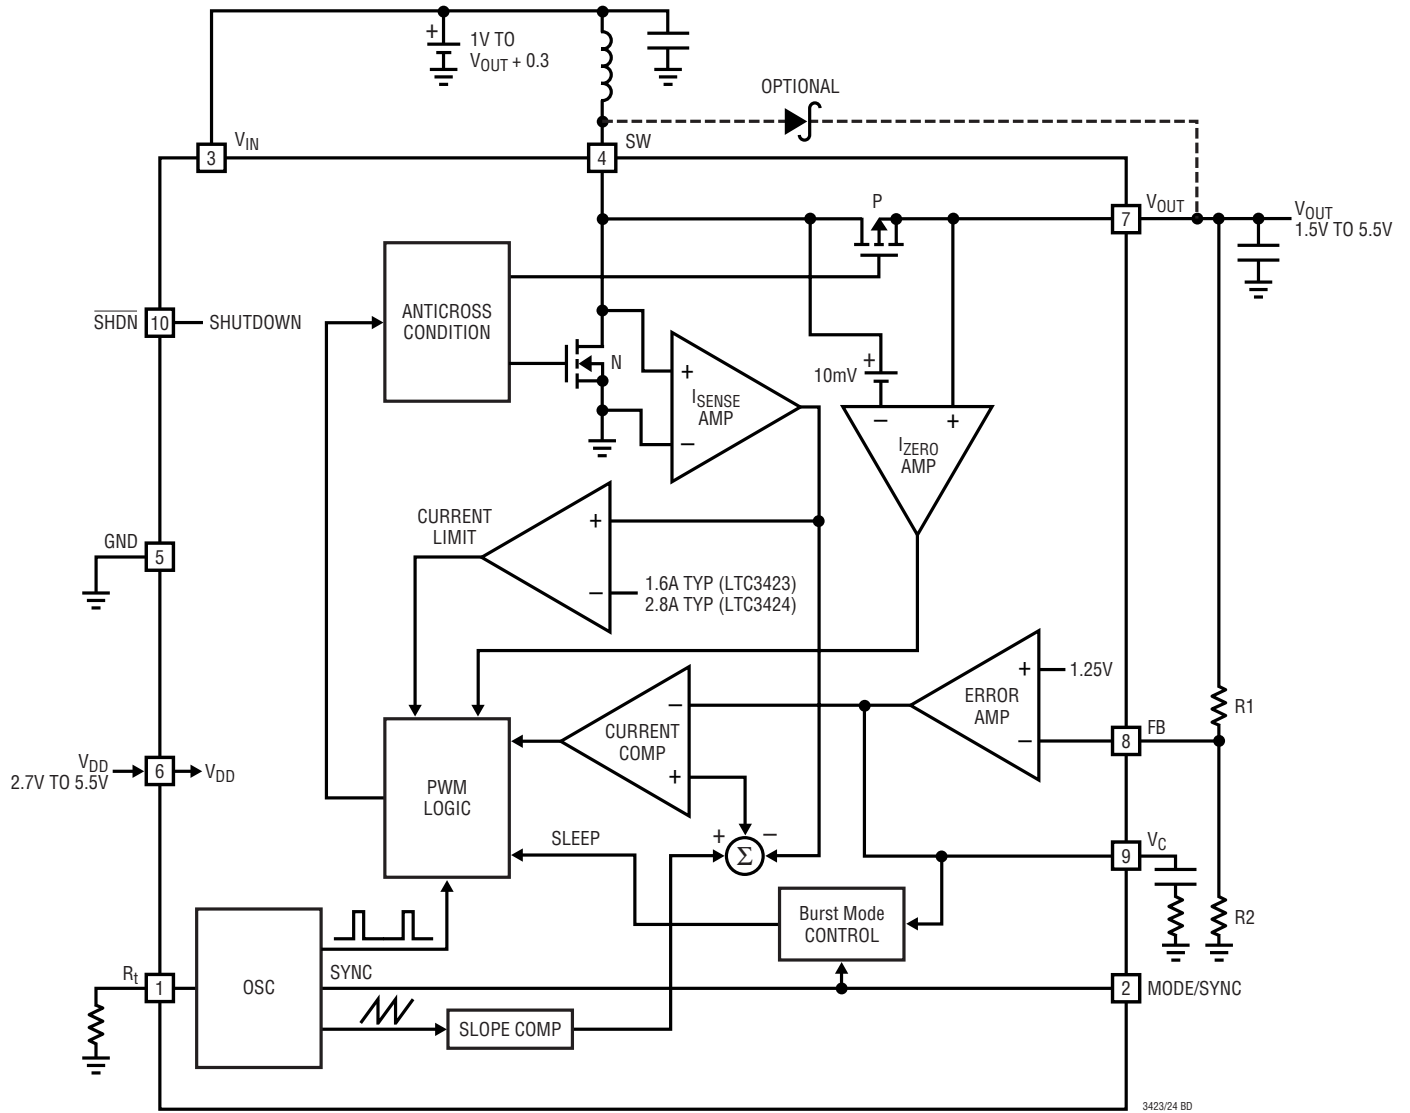 1V TO
VOUT + 0.3
OPTIONAL
VIN
3
SW
4
P
VOUT
7
VOUT
1.5V TO 5.5V
ANTICROSS
CONDITION
SHDN
10
SHUTDOWN
N
+
ISENSE
AMP
–
+
10mV
–
+
IZERO
AMP
CURRENT
LIMIT
+
–
1.6A TYP (LTC3423)
2.8A TYP (LTC3424)
GND
5
+
1.25V
ERROR
AMP
–
R1
FB
8
–
CURRENT
COMP
+
VDD
2.7V TO 5.5V
6
VDD
PWM
LOGIC
SLEEP
+
–
Σ
VC
9
Burst Mode
CONTROL
R2
Rt
1
OSC
SYNC
2
MODE/SYNC
SLOPE COMP
3423/24 BD